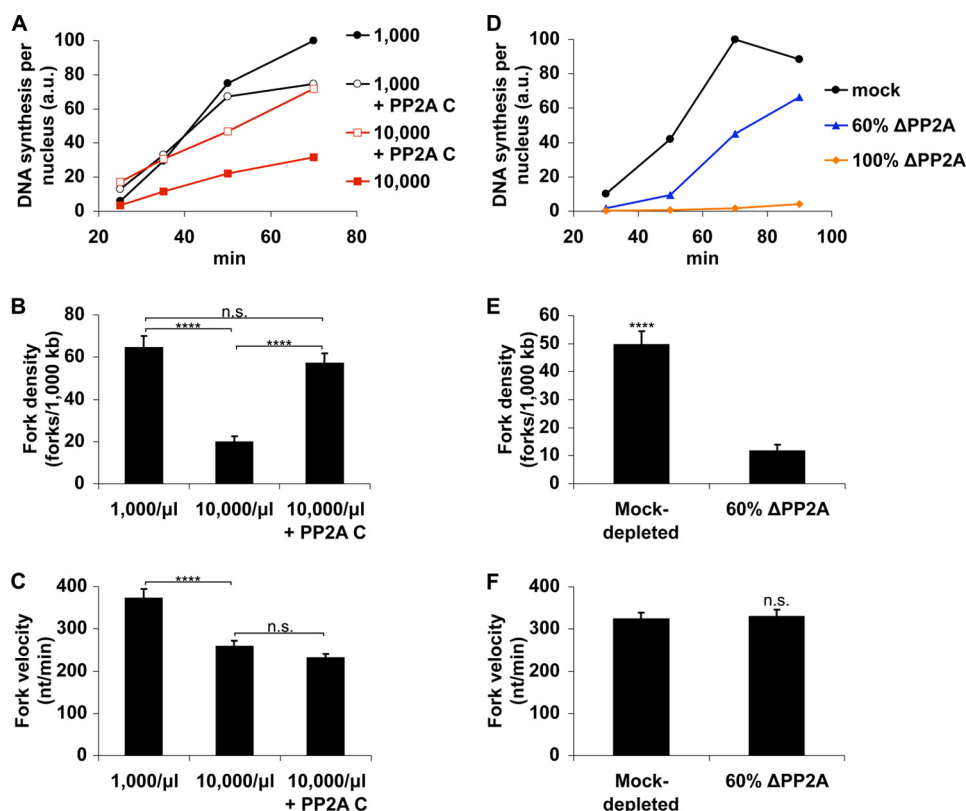 A
DNA synthesis per
nucleus (a.u.)
100
80
60
40
20
0
20
40
60
80
min
1,000
1,000
+ PP2A C
10,000
+ PP2A C
10,000
D
DNA synthesis per
nucleus (a.u.)
100
80
60
40
20
0
20
40
60
80
100
min
mock
60% ΔPP2A
100% ΔPP2A
B
Fork density
(forks/1,000 kb)
80
60
40
20
0
n.s.
****
****
1,000/µl
10,000/µl
10,000/µl
+ PP2A C
E
Fork density
(forks/1,000 kb)
60
50
40
30
20
10
0
****
Mock-
depleted
60% ΔPP2A
C
Fork velocity
(nt/min)
400
300
200
100
0
****
n.s.
1,000/µl
10,000/µl
10,000/µl
+ PP2A C
F
Fork velocity
(nt/min)
400
300
200
100
0
n.s.
Mock-
depleted
60% ΔPP2A